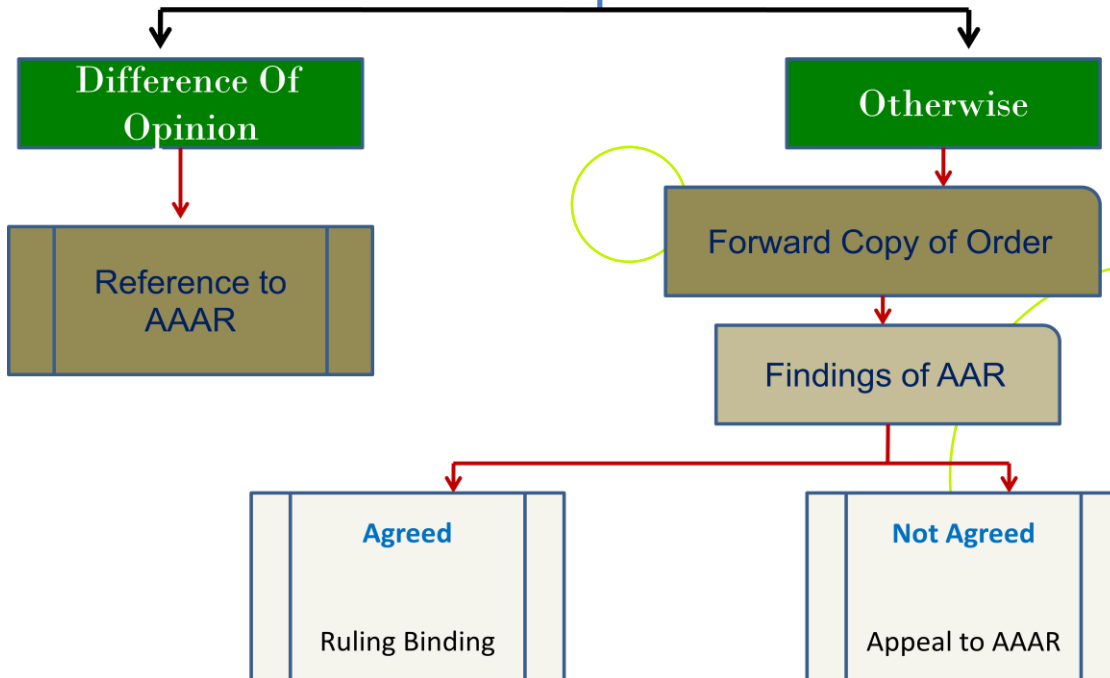 Difference Of
Opinion
Otherwise
Reference to
AAAR
Forward Copy of Order
Findings of AAR
Agreed
Ruling Binding
Not Agreed
Appeal to AAAR